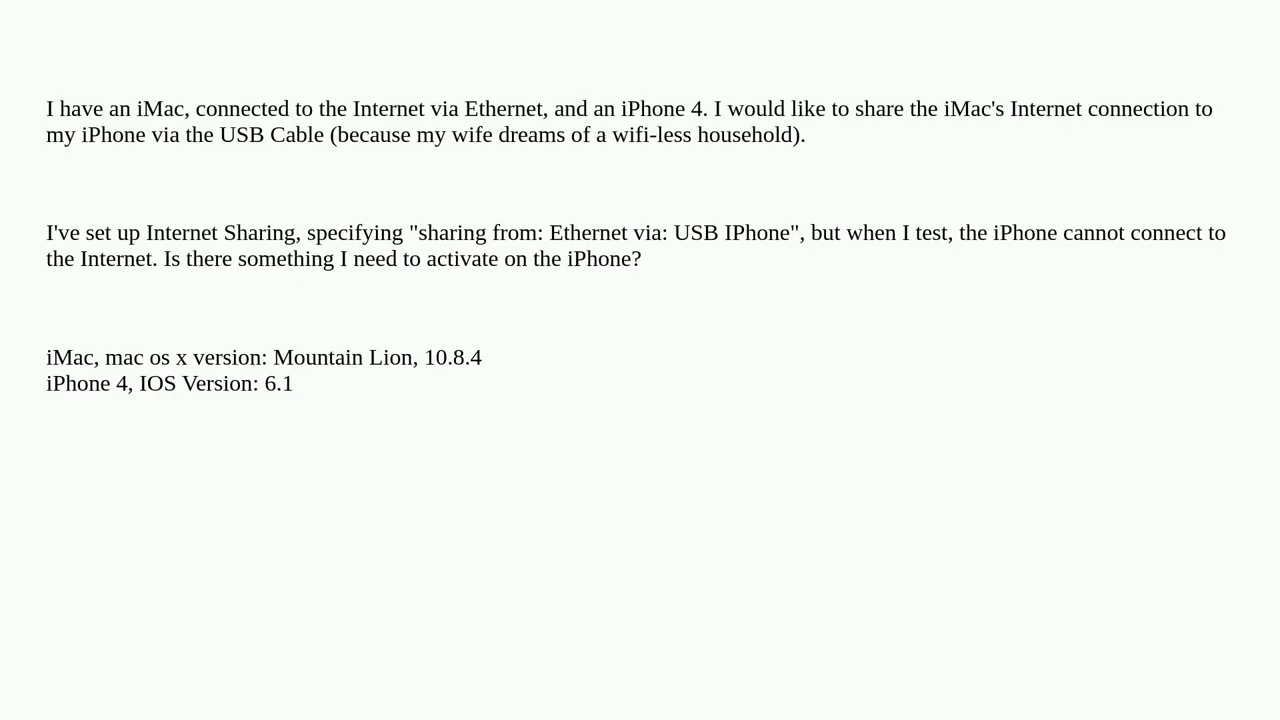 I have an iMac, connected to the Internet via Ethernet, and an iPhone 4. I would like to share the iMac's Internet connection to
my iPhone via the USB Cable (because my wife dreams of a wifi-less household).
I've set up Internet Sharing, specifying "sharing from: Ethernet via: USB IPhone", but when I test, the iPhone cannot connect to
the Internet. Is there something I need to activate on the iPhone?
iMac, mac os x version: Mountain Lion, 10.8.4
iPhone 4, IOS Version: 6.1